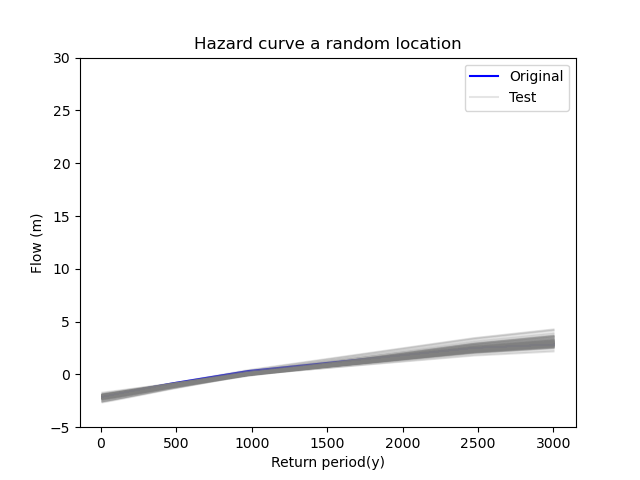 Hazard curve a random location
Original
Test
Flow (m)
30
25
20
15
10
5
0
−5
0 500 1000 1500 2000 2500 3000
Return period(y)